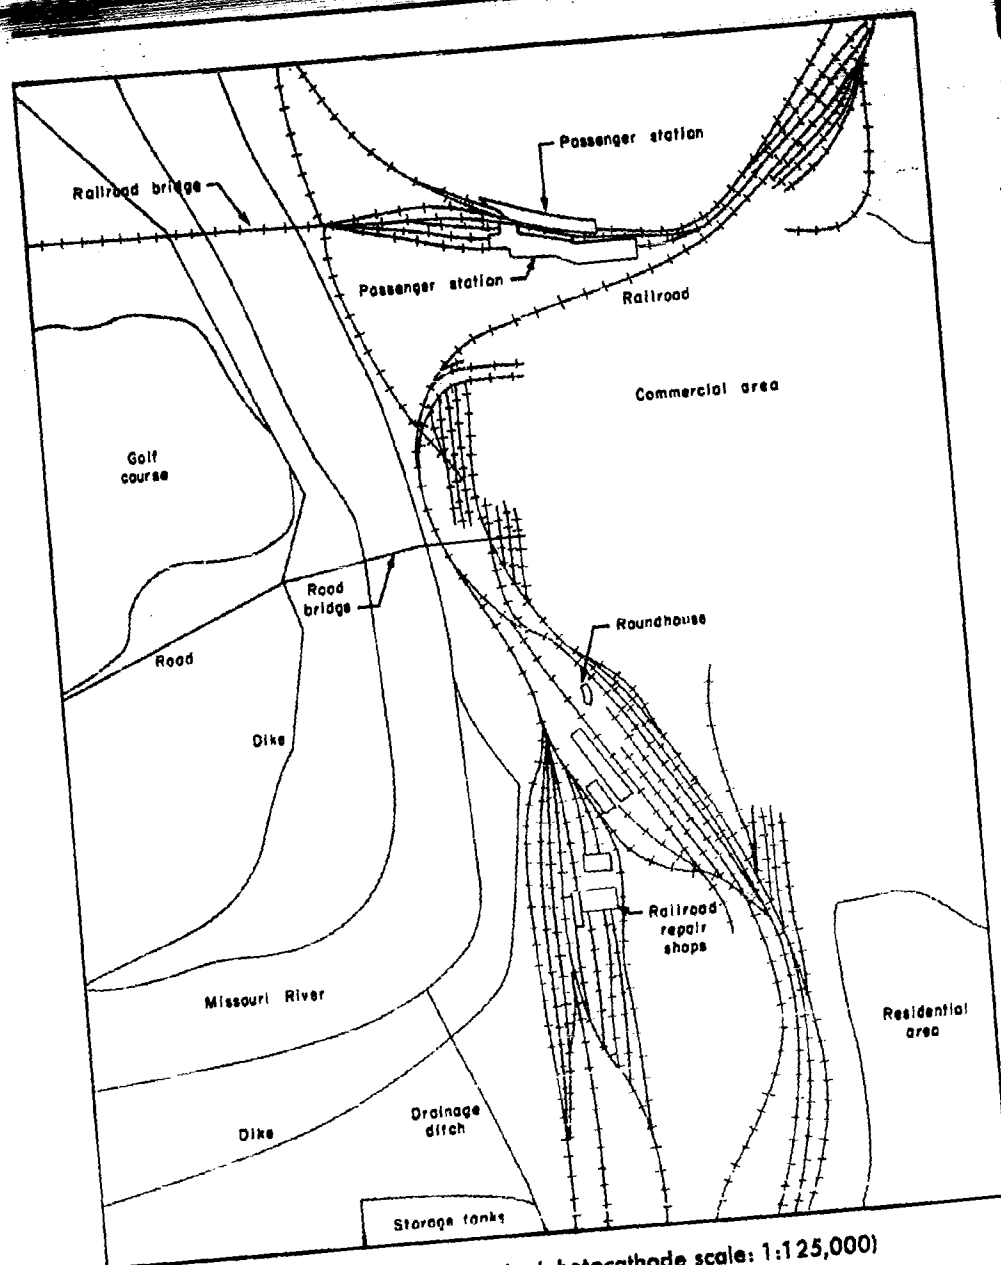 Passenger station
Railroad bridge
Passenger station
Railroad
Commercial area
Golf
course
Road
bridge
Roundhouse
Road
Dike
Railroad
repair
shops
Missouri River
Residential
area
Drainage
ditch
Dike
Storage tanks
scale: 1:125,000)